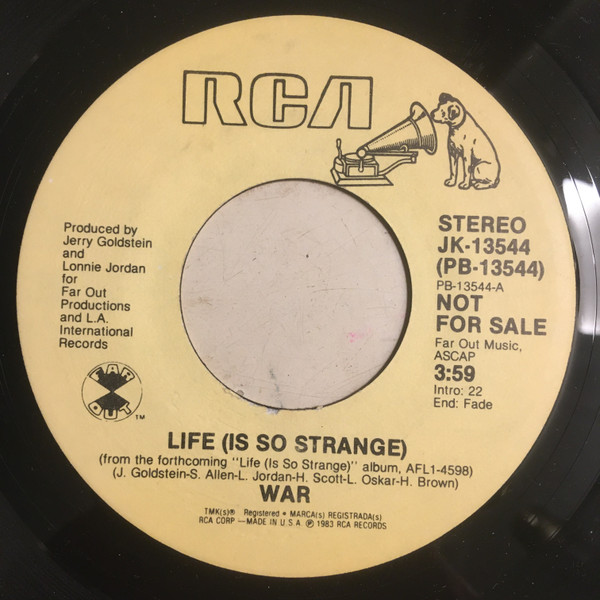 RCA
Produced by
Jerry Goldstein
and
Lonnie Jordan
for
Far Out
Productions
and L.A.
International
Records
FAR
OUT
TM
STEREO
JK-13544
(PB-13544)
PB-13544-A
NOT
FOR SALE
Far Out Music,
ASCAP
3:59
Intro: 22
End: Fade
LIFE (IS SO STRANGE)
(from the forthcoming "Life (Is So Strange)" album, AFL1-4598)
(J. Goldstein-S. Allen-L. Jordan-H. Scott-L. Oskar-H. Brown)
WAR
TMK(s)® Registered • MARCA(s) REGISTRADA(s)
RCA CORP —MADE IN U.S.A. ℗ 1983 RCA RECORDS